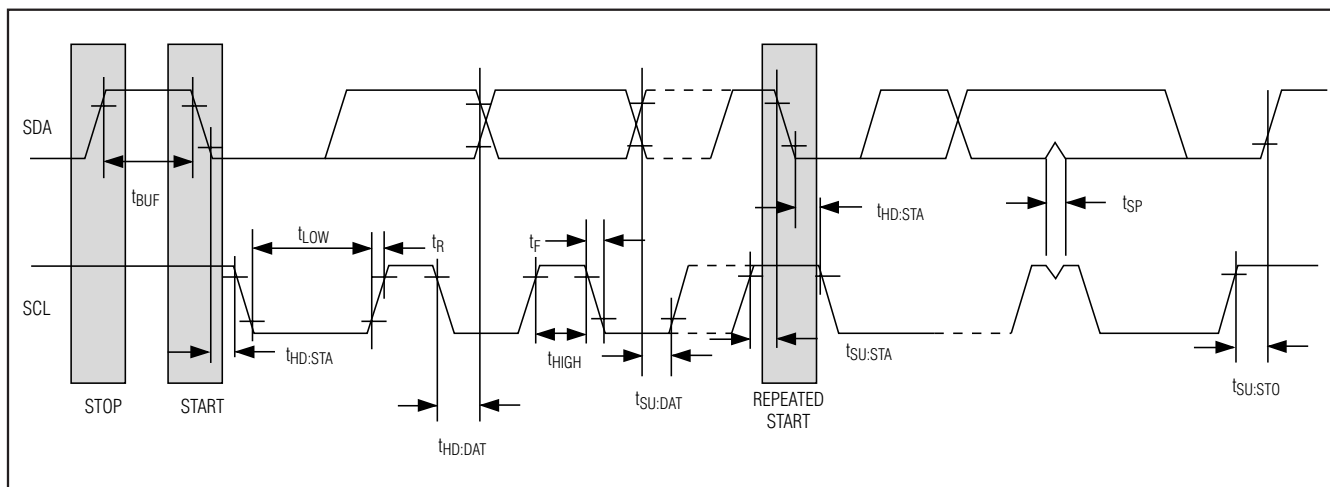 SDA
tBUF
tLOW
tR
tF
tHD:STA
tSP
SCL
tHD:STA
tHIGH
tSU:DAT
tSU:STA
tSU:STO
STOP
START
REPEATED
START
tHD:DAT